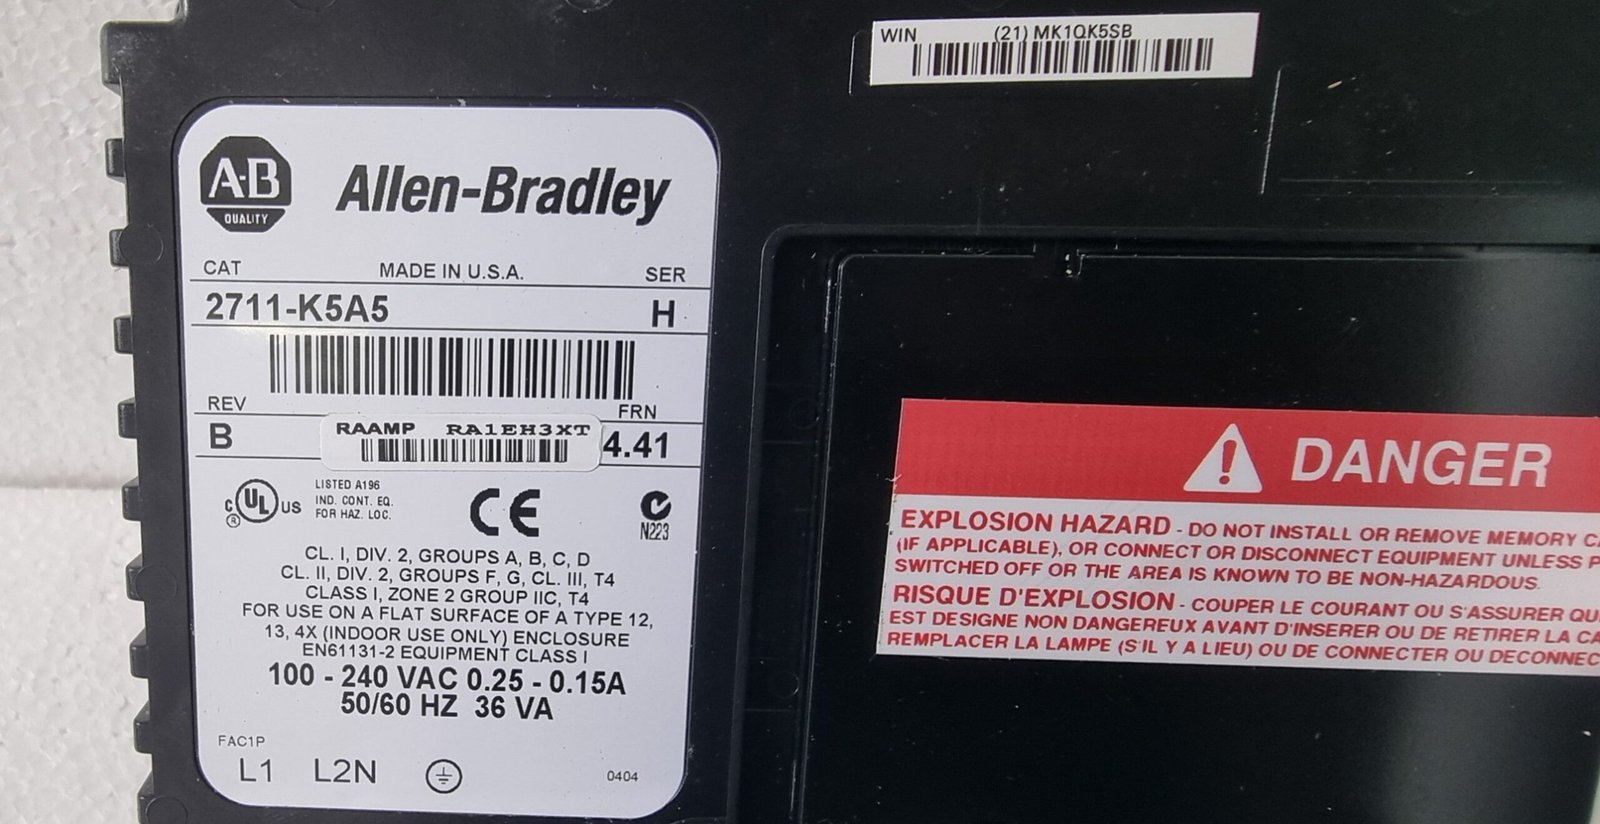 WIN (21) MK1QK5SB
A-B
QUALITY
Allen-Bradley
CAT MADE IN U.S.A. SER
2711-K5A5 H
REV FRN
B RAAMP RA1EH3XT 4.41
C UL US
®
LISTED A196
IND. CONT. EQ.
FOR HAZ. LOC.
CE
N223
CL. I, DIV. 2, GROUPS A, B, C, D
CL. II, DIV. 2, GROUPS F, G, CL. III, T4
CLASS I, ZONE 2 GROUP IIC, T4
FOR USE ON A FLAT SURFACE OF A TYPE 12,
13, 4X (INDOOR USE ONLY) ENCLOSURE
EN61131-2 EQUIPMENT CLASS I
100 - 240 VAC 0.25 - 0.15A
50/60 HZ 36 VA
FAC1P
L1 L2N
0404
DANGER
EXPLOSION HAZARD - DO NOT INSTALL OR REMOVE MEMORY
(IF APPLICABLE), OR CONNECT OR DISCONNECT EQUIPMENT UNLESS
SWITCHED OFF OR THE AREA IS KNOWN TO BE NON-HAZARDOUS.
RISQUE D'EXPLOSION - COUPER LE COURANT OU S'ASSURER
EST DESIGNE NON DANGEREUX AVANT D'INSERER OU DE RETIRER LA
REMPLACER LA LAMPE (S'IL Y A LIEU) OU DE CONNECTER OU